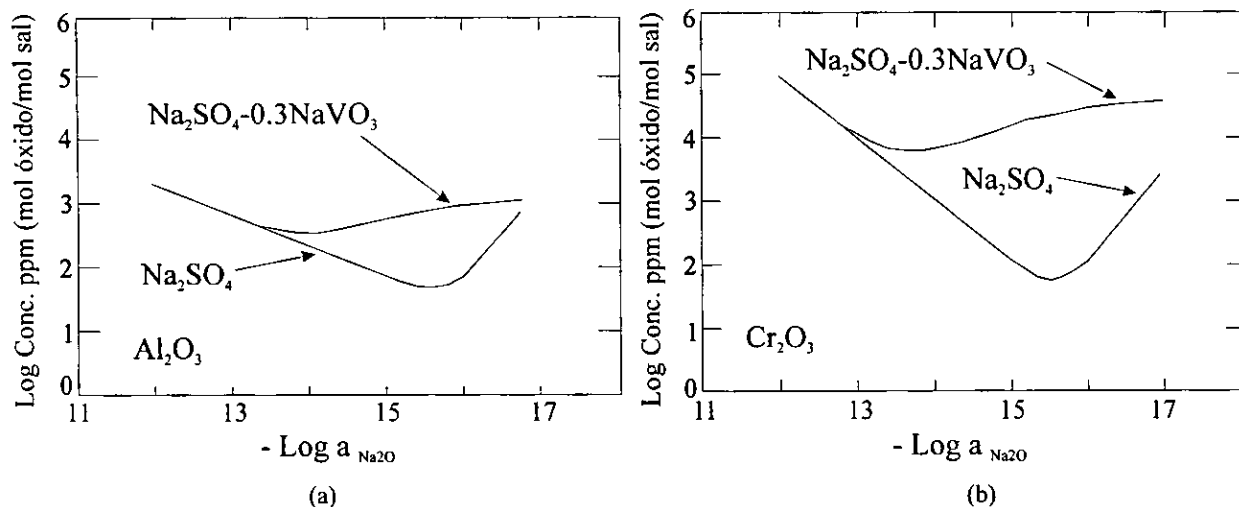 Log Conc. ppm (mol óxido/mol sal)
6
5
4
3
2
1
0
Na₂SO₄-0.3NaVO₃
Na₂SO₄
Al₂O₃
11 13 15 17
- Log a Na2O
(a)
Log Conc. ppm (mol óxido/mol sal)
6
5
4
3
2
1
0
Na₂SO₄-0.3NaVO₃
Na₂SO₄
Cr₂O₃
11 13 15 17
- Log a Na2O
(b)